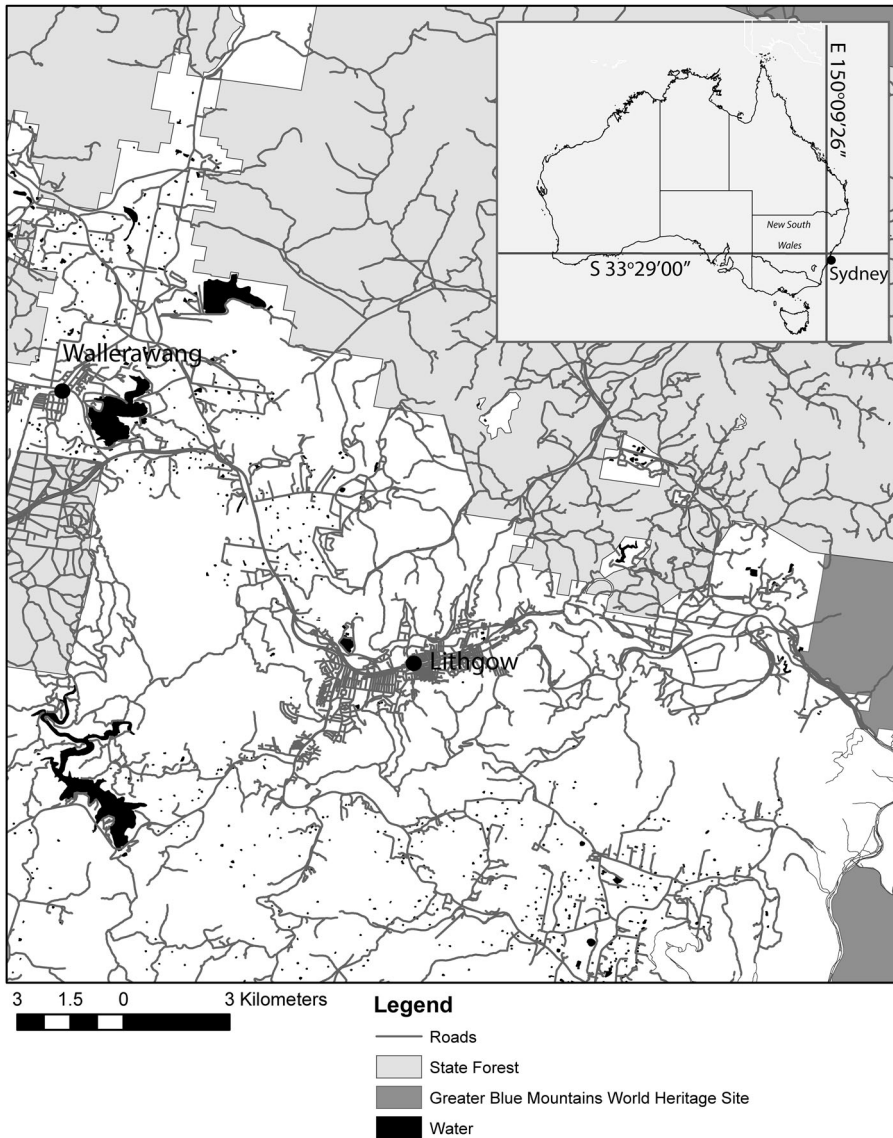 E 150°09'26"
New South
Wales
S 33°29'00"
Sydney
Wallerawang
Lithgow
3 1.5 0 3 Kilometers
Legend
Roads
State Forest
Greater Blue Mountains World Heritage Site
Water